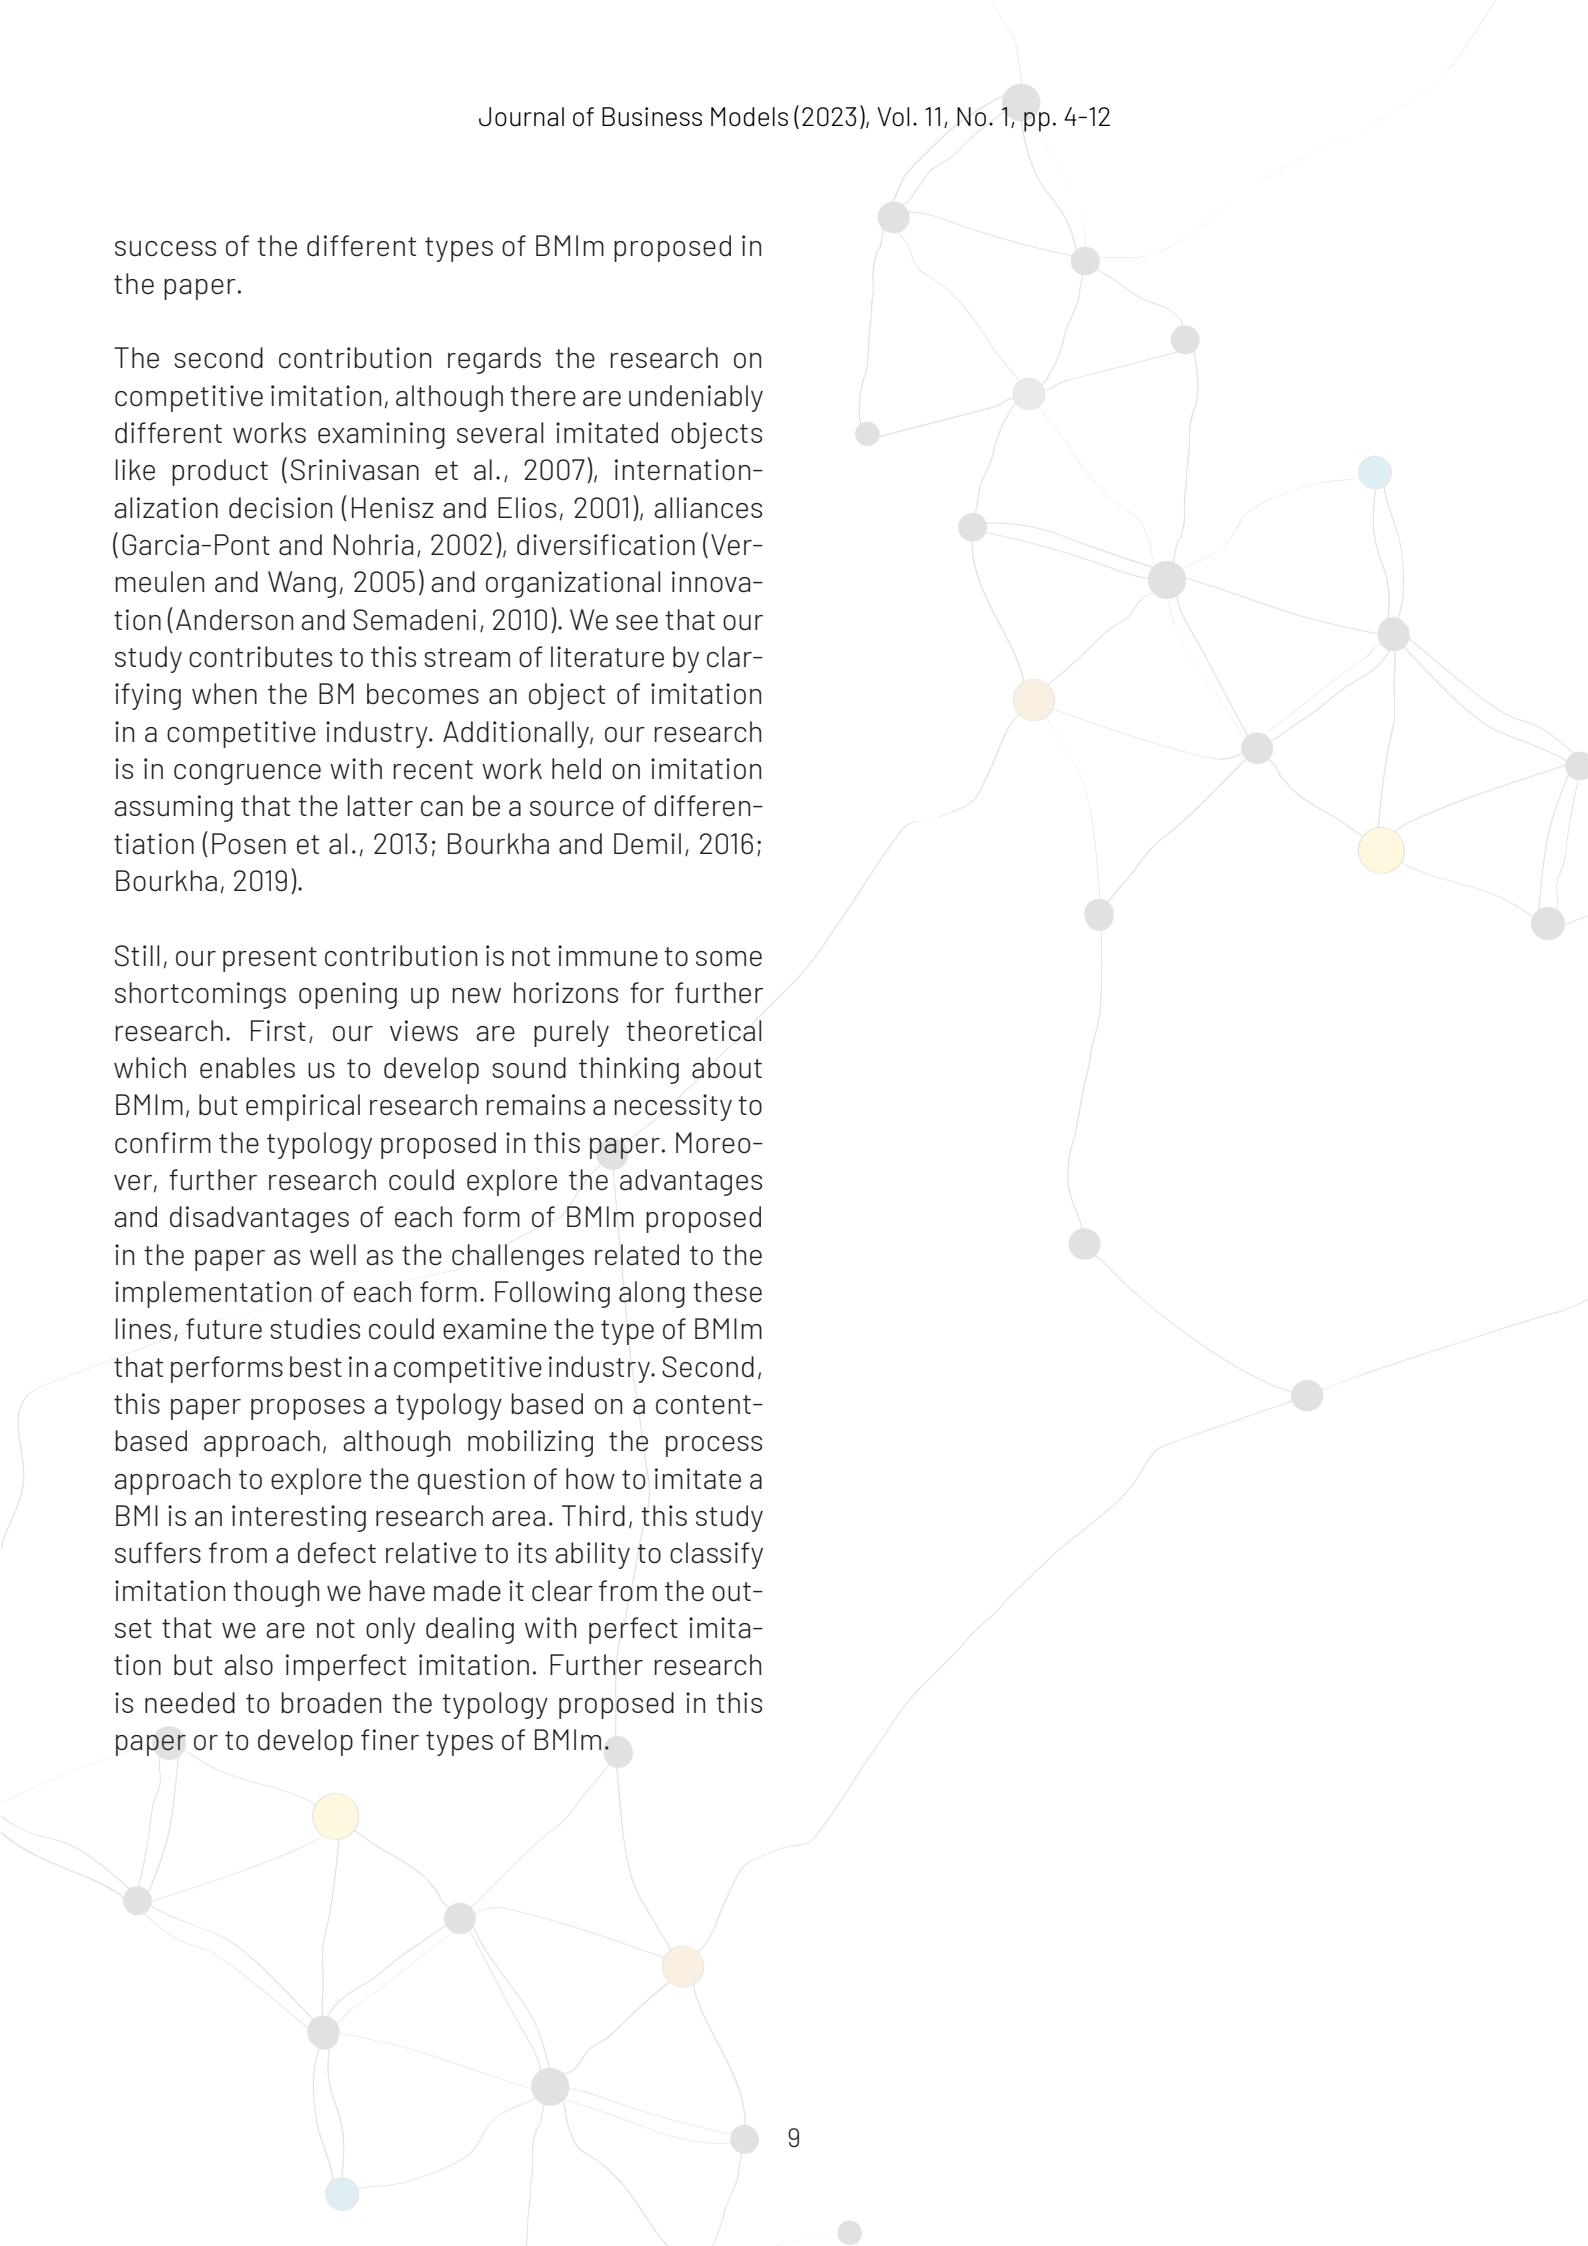 Journal of Business Models (2023), Vol. 11, No. 1, pp. 4-12
success of the different types of BMIm proposed in
the paper.
The second contribution regards the research on
competitive imitation, although there are undeniably
different works examining several imitated objects
like product (Srinivasan et al., 2007), internation-
alization decision (Henisz and Elios, 2001), alliances
(Garcia-Pont and Nohria, 2002), diversification (Ver-
meulen and Wang, 2005) and organizational innova-
tion (Anderson and Semadeni, 2010). We see that our
study contributes to this stream of literature by clar-
ifying when the BM becomes an object of imitation
in a competitive industry. Additionally, our research
is in congruence with recent work held on imitation
assuming that the latter can be a source of differen-
tiation (Posen et al., 2013; Bourkha and Demil, 2016;
Bourkha, 2019).
Still, our present contribution is not immune to some
shortcomings opening up new horizons for further
research. First, our views are purely theoretical
which enables us to develop sound thinking about
BMIm, but empirical research remains a necessity to
confirm the typology proposed in this paper. Moreo-
ver, further research could explore the advantages
and disadvantages of each form of BMIm proposed
in the paper as well as the challenges related to the
implementation of each form. Following along these
lines, future studies could examine the type of BMIm
that performs best in a competitive industry. Second,
this paper proposes a typology based on a content-
based approach, although mobilizing the process
approach to explore the question of how to imitate a
BMI is an interesting research area. Third, this study
suffers from a defect relative to its ability to classify
imitation though we have made it clear from the out-
set that we are not only dealing with perfect imita-
tion but also imperfect imitation. Further research
is needed to broaden the typology proposed in this
paper or to develop finer types of BMIm.
9